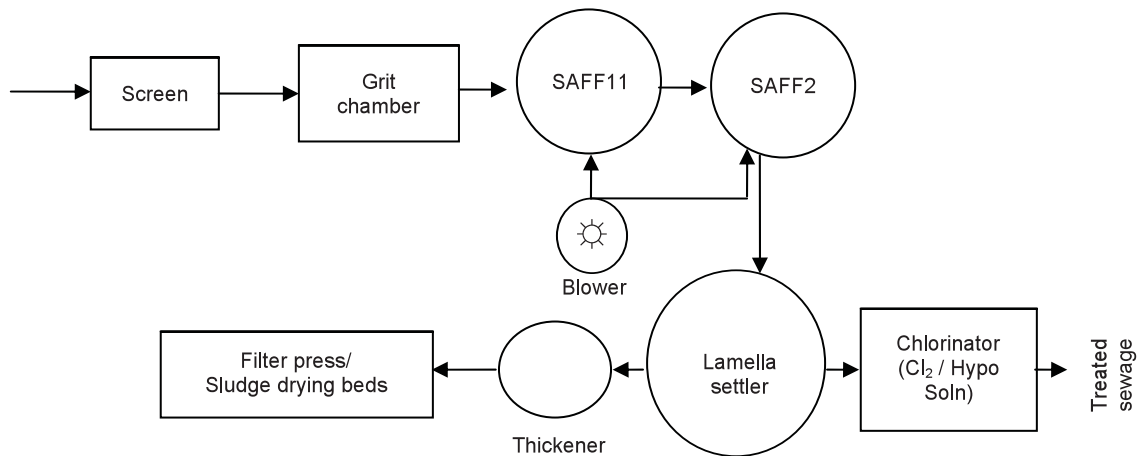 Screen
Grit
chamber
SAFF11
SAFF2
Blower
Filter press/
Sludge drying beds
Thickener
Lamella
settler
Chlorinator
(Cl₂ / Hypo
Soln)
Treated
sewage